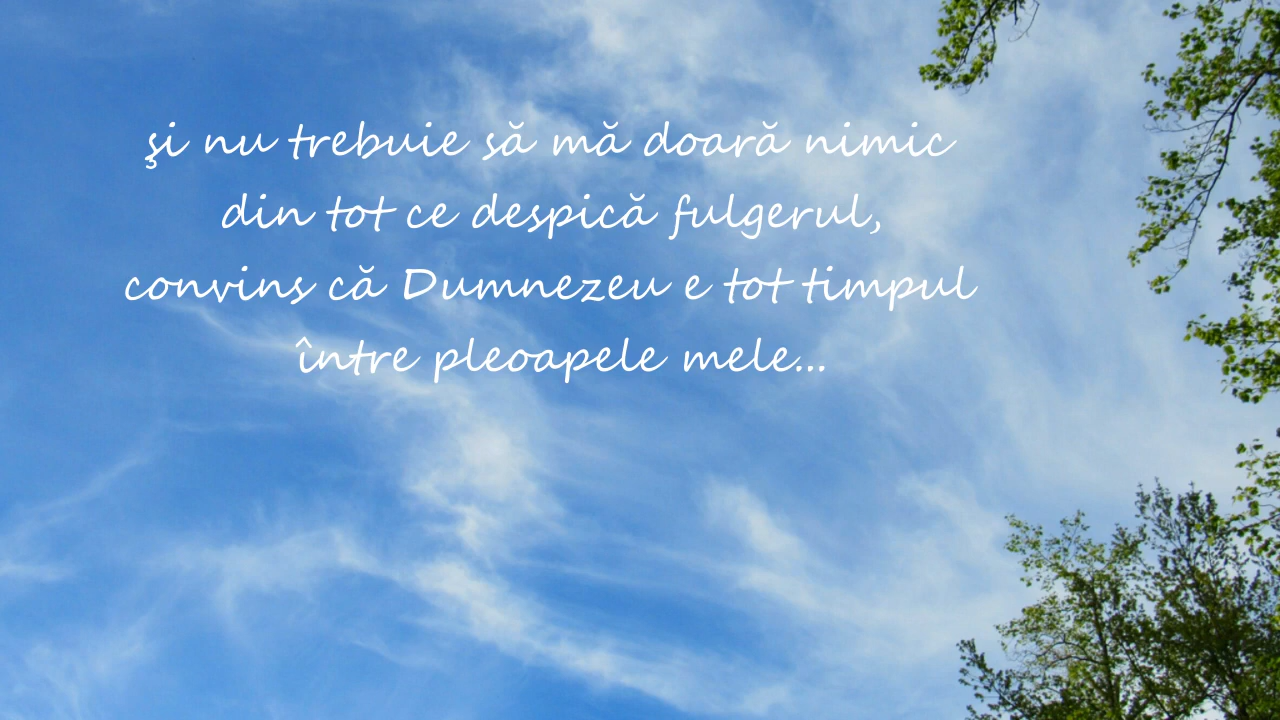 şi nu trebuie să mă doară nimic
din tot ce despică fulgerul,
convins că Dumnezeu e tot timpul
între pleoapele mele...